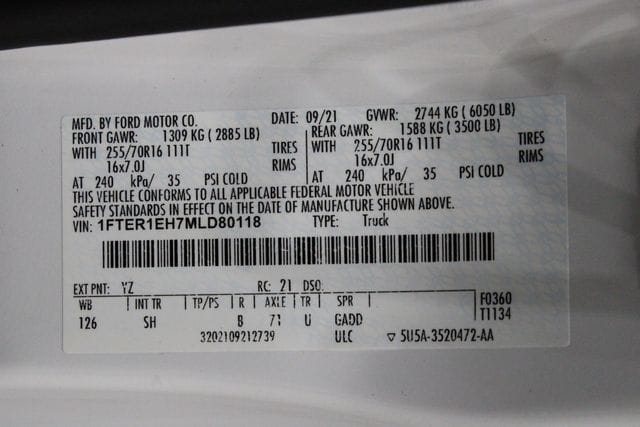 MFD. BY FORD MOTOR CO. DATE: 09/21 GVWR: 2744 KG (6050 LB)
FRONT GAWR: 1309 KG (2885 LB) REAR GAWR: 1588 KG (3500 LB)
WITH 255/70R16 111T TIRES WITH 255/70R16 111T TIRES
16x7.0J RIMS 16x7.0J RIMS
AT 240 kPa/ 35 PSI COLD AT 240 kPa/ 35 PSI COLD
THIS VEHICLE CONFORMS TO ALL APPLICABLE FEDERAL MOTOR VEHICLE
SAFETY STANDARDS IN EFFECT ON THE DATE OF MANUFACTURE SHOWN ABOVE.
VIN: 1FTER1EH7MLD80118 TYPE: Truck
EXT PNT: YZ RC: 21 DSO:
WB INT TR TP/PS R AXLE TR SPR F0360
126 SH B 71 U GADD T1134
3202109212739 ULC ▽ 5U5A-3520472-AA